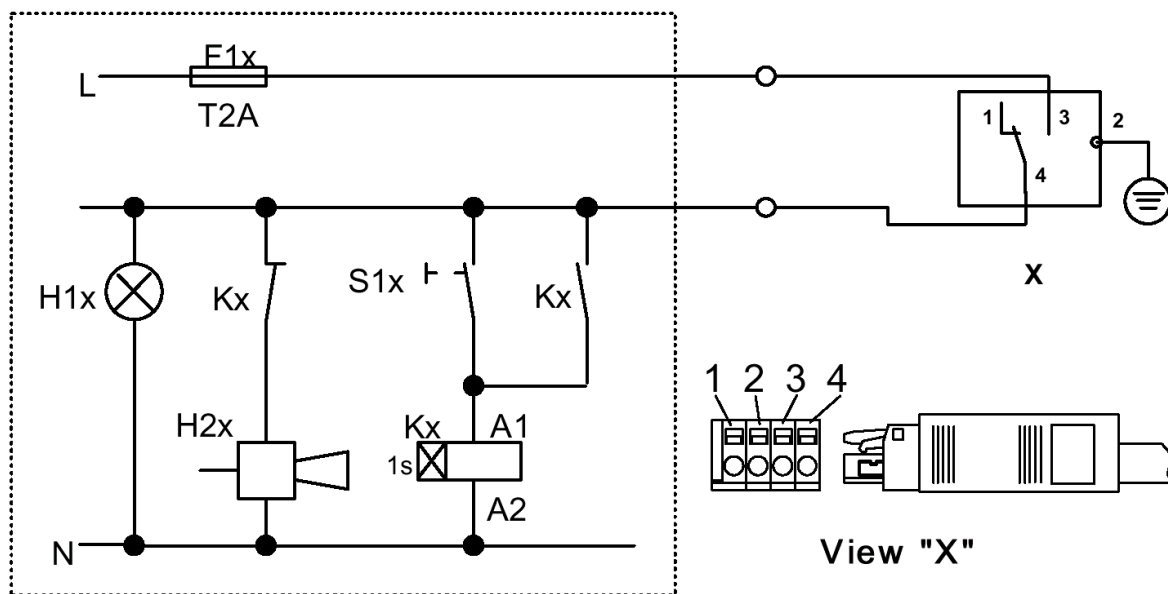 F1x
L
T2A
1
3
2
4
X
S1x
H1x
Kx
Kx
1 2 3 4
H2x
Kx
A1
1s
A2
N
View "X"